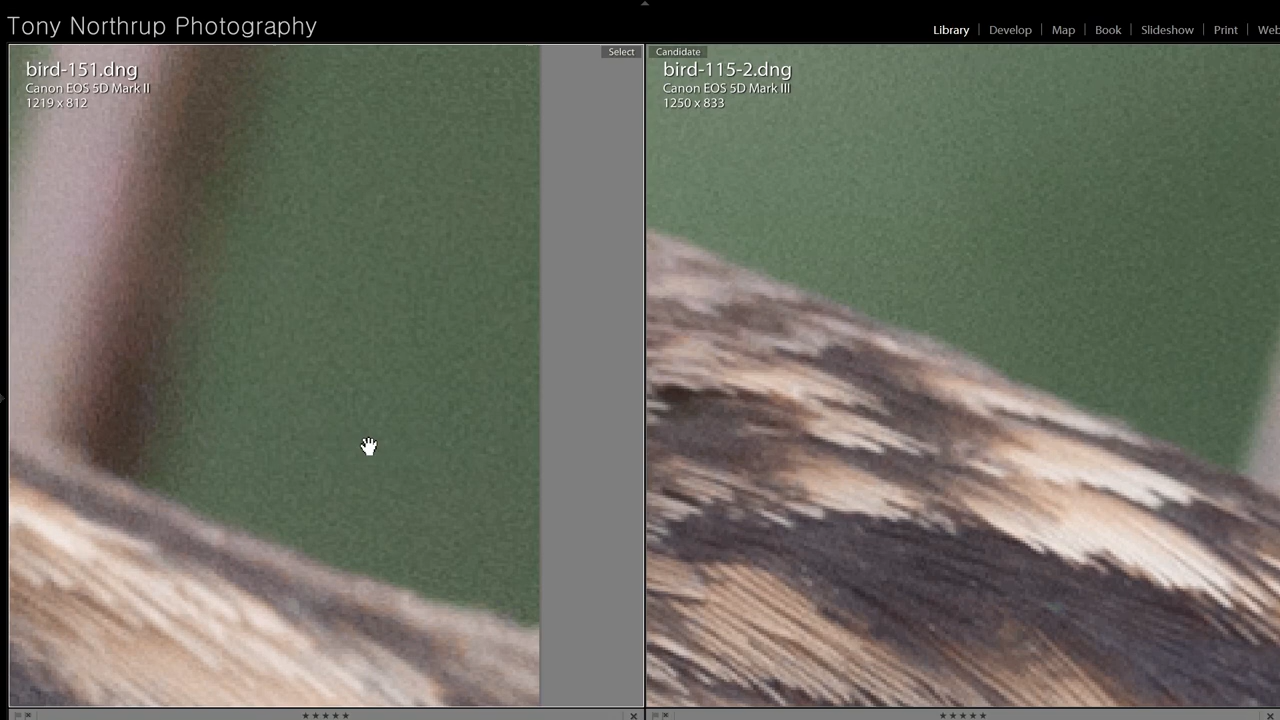 Tony Northrup Photography
Library | Develop | Map | Book | Slideshow | Print | Web
Select
bird-151.dng
Canon EOS 5D Mark II
1219 x 812
Candidate
bird-115-2.dng
Canon EOS 5D Mark III
1250 x 833